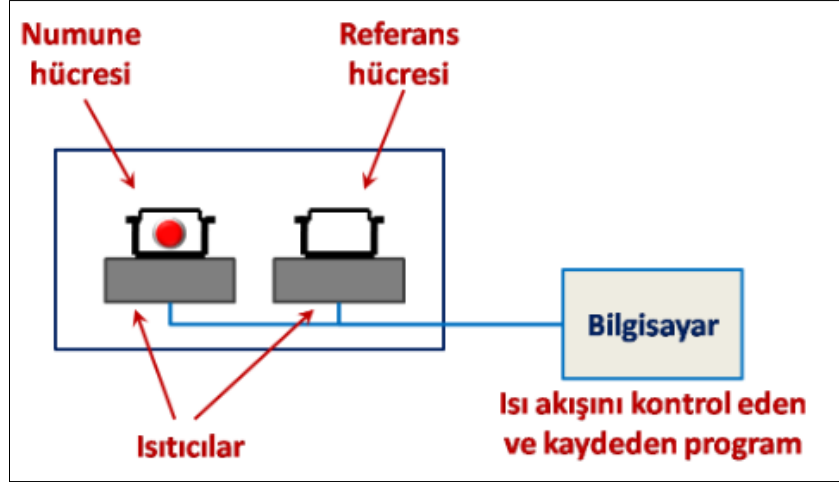 Numune
hücresi
Referans
hücresi
Bilgisayar
Isıtıcılar
Isı akışını kontrol eden
ve kaydeden program